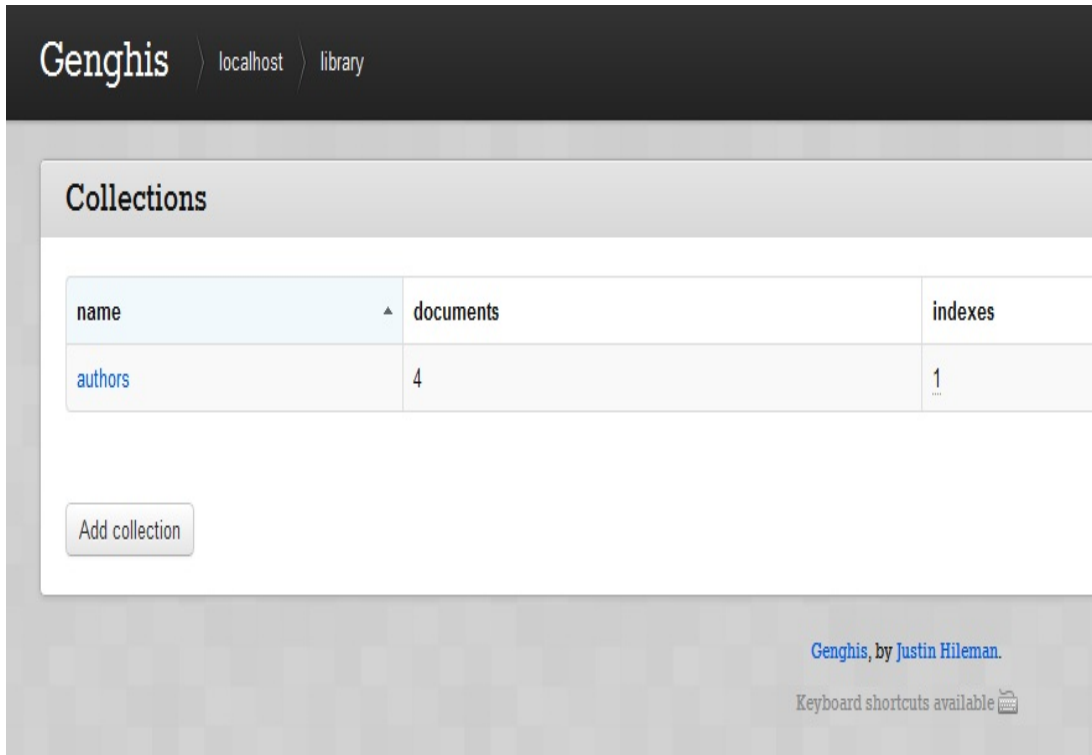 Genghis localhost library
Collections
name documents indexes
authors 4 1
Add collection
Genghis, by Justin Hileman.
Keyboard shortcuts available